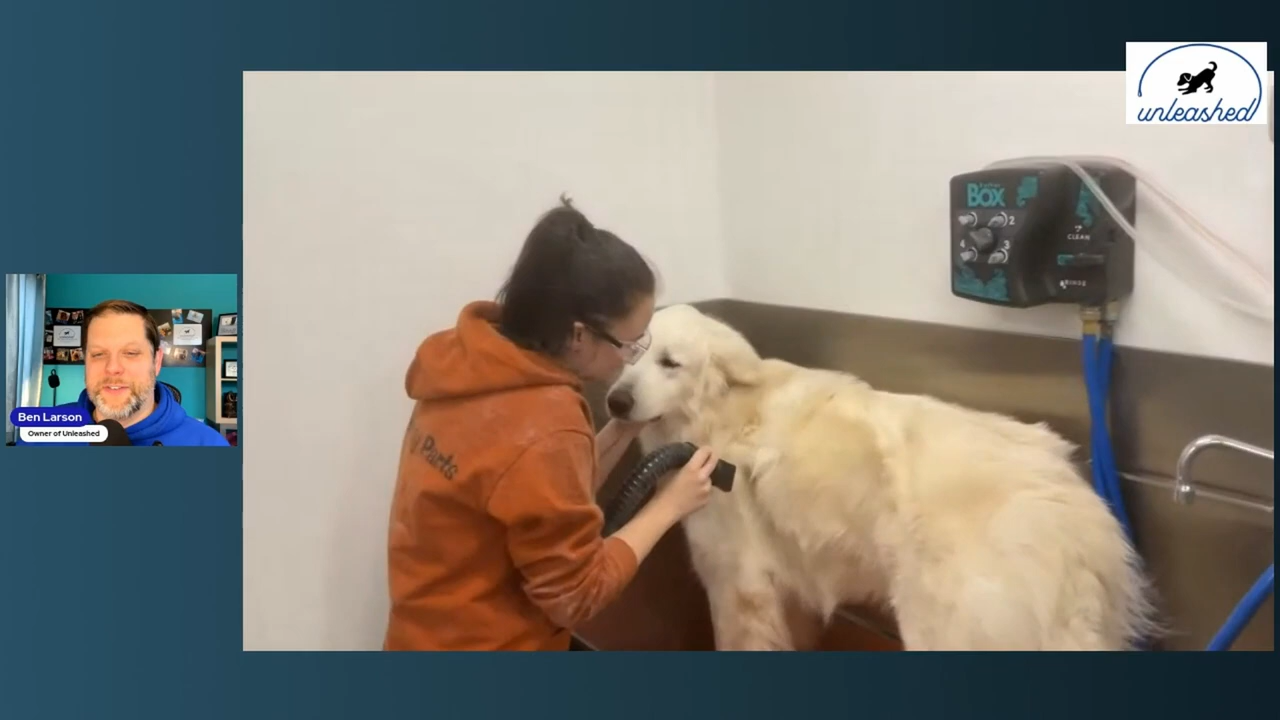 unleashed
Box
2
4
3
CLEAN
RINSE
Parts
Ben Larson
Owner of Unleashed